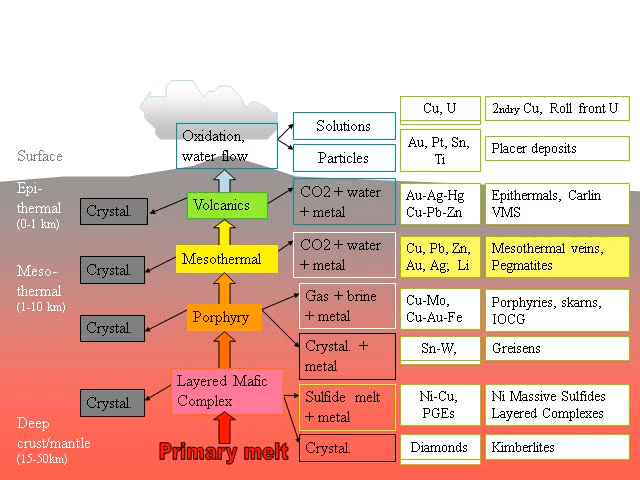 Cu, U
2ndry Cu, Roll front U
Oxidation,
water flow
Solutions
Particles
Au, Pt, Sn,
Ti
Placer deposits
Surface
Epi-
thermal
(0-1 km)
Crystal.
Volcanics
CO2 + water
+ metal
Au-Ag-Hg
Cu-Pb-Zn
Epithermals, Carlin
VMS
Crystal.
Mesothermal
CO2 + water
+ metal
Cu, Pb, Zn,
Au, Ag, Li
Mesothermal veins,
Pegmatites
Meso-
thermal
(1-10 km)
Crystal.
Porphyry
Gas + brine
+ metal
Cu-Mo,
Cu-Au-Fe
Porphyries, skarns,
IOCG
Crystal. +
metal
Sn-W,
Greisens
Crystal.
Layered Mafic
Complex
Sulfide melt
+ metal
Ni-Cu,
PGEs
Ni Massive Sulfides
Layered Complexes
Deep
crust/mantle
(15-50km)
Primary melt
Crystal.
Diamonds
Kimberlites